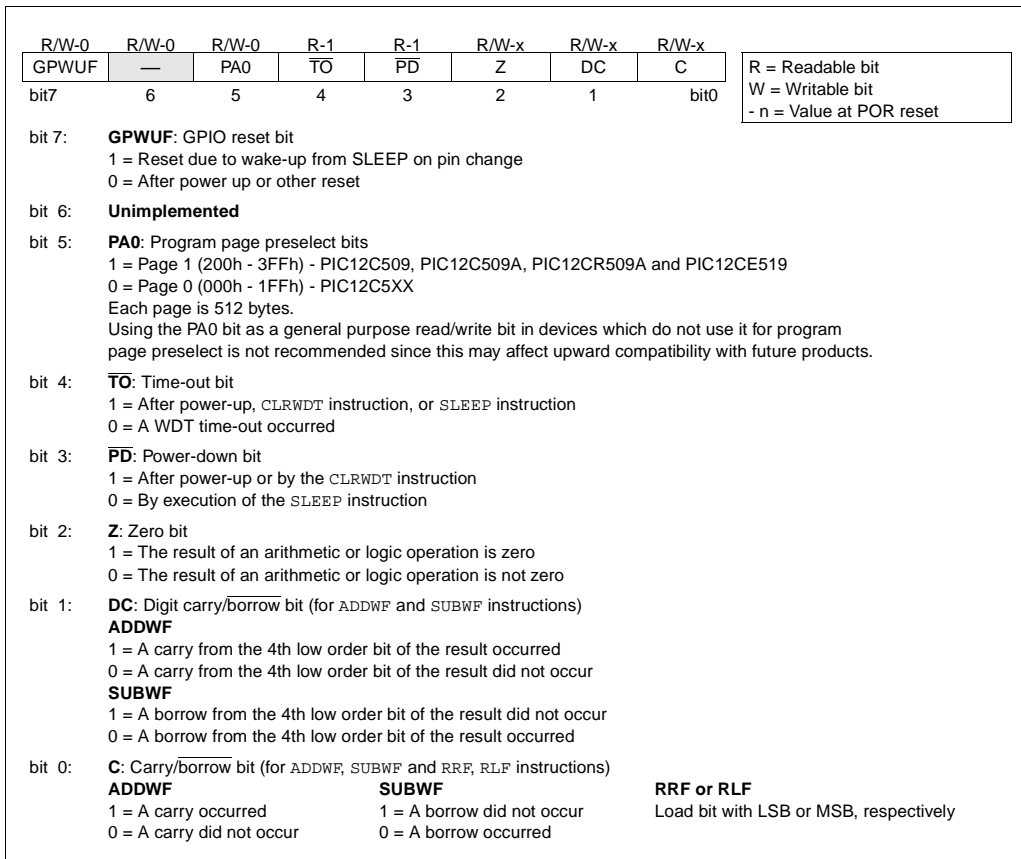 R/W-0 R/W-0 R/W-0 R-1 R-1 R/W-x R/W-x R/W-x
GPWUF — PA0 T̅O̅ P̅D̅ Z DC C
bit7 6 5 4 3 2 1 bit0
R = Readable bit
W = Writable bit
- n = Value at POR reset
bit 7: GPWUF: GPIO reset bit
1 = Reset due to wake-up from SLEEP on pin change
0 = After power up or other reset
bit 6: Unimplemented
bit 5: PA0: Program page preselect bits
1 = Page 1 (200h - 3FFh) - PIC12C509, PIC12C509A, PIC12CR509A and PIC12CE519
0 = Page 0 (000h - 1FFh) - PIC12C5XX
Each page is 512 bytes.
Using the PA0 bit as a general purpose read/write bit in devices which do not use it for program
page preselect is not recommended since this may affect upward compatibility with future products.
bit 4: T̅O̅: Time-out bit
1 = After power-up, CLRWDT instruction, or SLEEP instruction
0 = A WDT time-out occurred
bit 3: P̅D̅: Power-down bit
1 = After power-up or by the CLRWDT instruction
0 = By execution of the SLEEP instruction
bit 2: Z: Zero bit
1 = The result of an arithmetic or logic operation is zero
0 = The result of an arithmetic or logic operation is not zero
bit 1: DC: Digit carry/b̅o̅r̅r̅o̅w̅ bit (for ADDWF and SUBWF instructions)
ADDWF
1 = A carry from the 4th low order bit of the result occurred
0 = A carry from the 4th low order bit of the result did not occur
SUBWF
1 = A borrow from the 4th low order bit of the result did not occur
0 = A borrow from the 4th low order bit of the result occurred
bit 0: C: Carry/b̅o̅r̅r̅o̅w̅ bit (for ADDWF, SUBWF and RRF, RLF instructions)
ADDWF SUBWF RRF or RLF
1 = A carry occurred 1 = A borrow did not occur Load bit with LSB or MSB, respectively
0 = A carry did not occur 0 = A borrow occurred